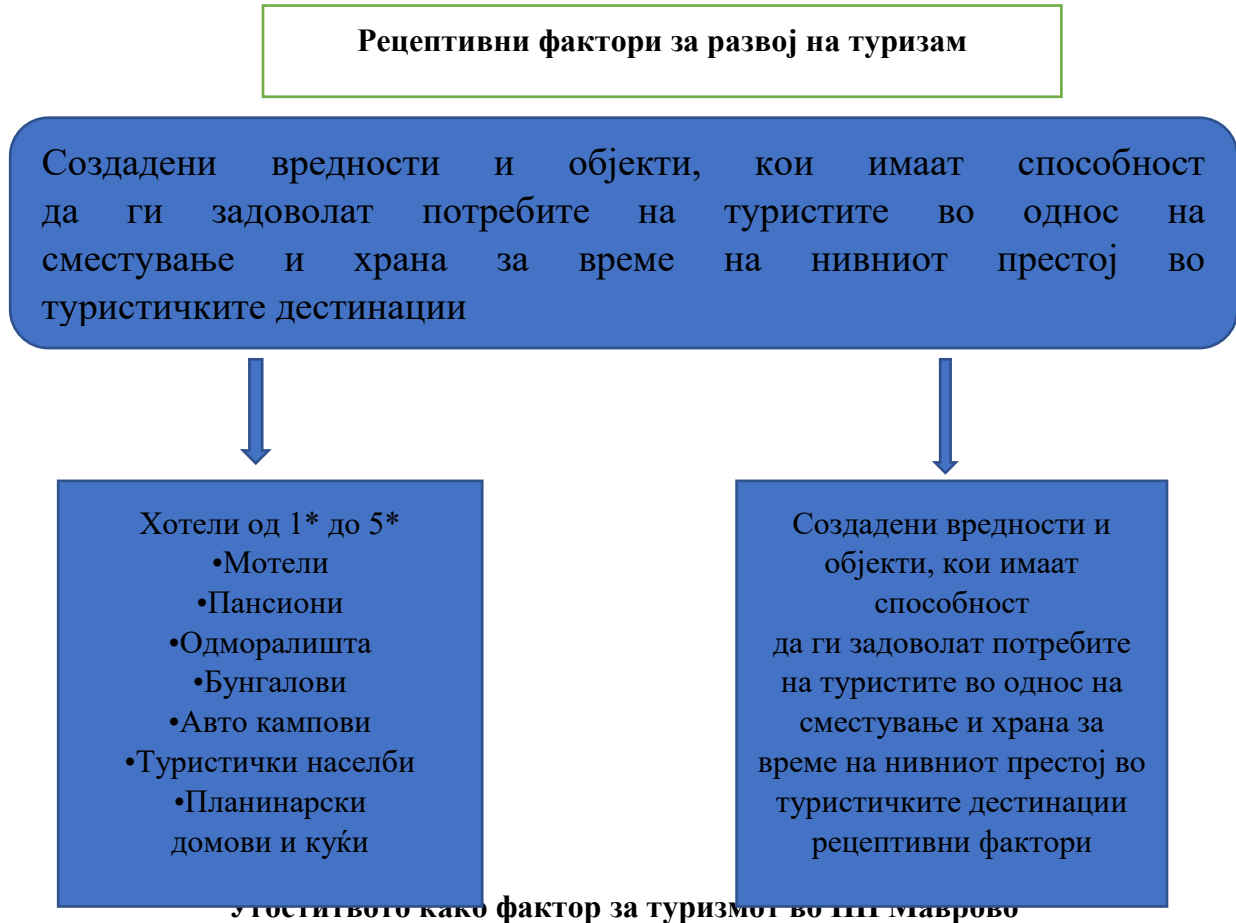 Рецептивни фактори за развој на туризам
Создадени вредности и објекти, кои имаат способност
да ги задоволат потребите на туристите во однос на
сместување и храна за време на нивниот престој во
туристичките дестинации
Хотели од 1* до 5*
•Мотели
•Пансиони
•Одморалишта
•Бунгалови
•Авто кампови
•Туристички населби
•Планинарски
домови и куќи
Создадени вредности и
објекти, кои имаат
способност
да ги задоволат потребите
на туристите во однос на
сместување и храна за
време на нивниот престој во
туристичките дестинации
рецептивни фактори
како фактор за туризмот во Маврово